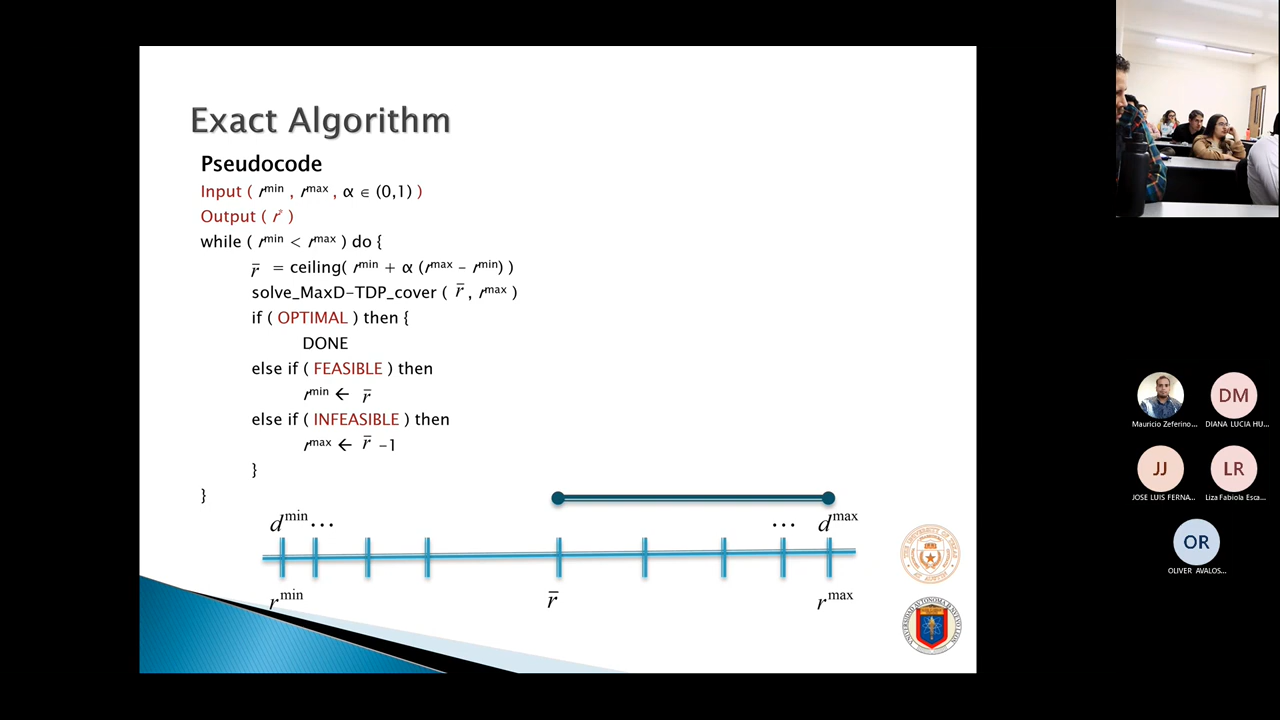 Exact Algorithm
Pseudocode
Input ( r^min , r^max , α ∈ (0,1) )
Output ( r* )
while ( r^min < r^max ) do {
r̄ = ceiling( r^min + α (r^max – r^min) )
solve_MaxD-TDP_cover ( r̄ , r^max )
if ( OPTIMAL ) then {
DONE
else if ( FEASIBLE ) then
r^min ← r̄
else if ( INFEASIBLE ) then
r^max ← r̄ -1
}
}
d^min … … d^max
r^min r̄ r^max
Mauricio Zeferino...
DM
DIANA LUCIA HU...
JJ
JOSE LUIS FERNA...
LR
Liza Fabiola Esca...
OR
OLIVER AVALOS...